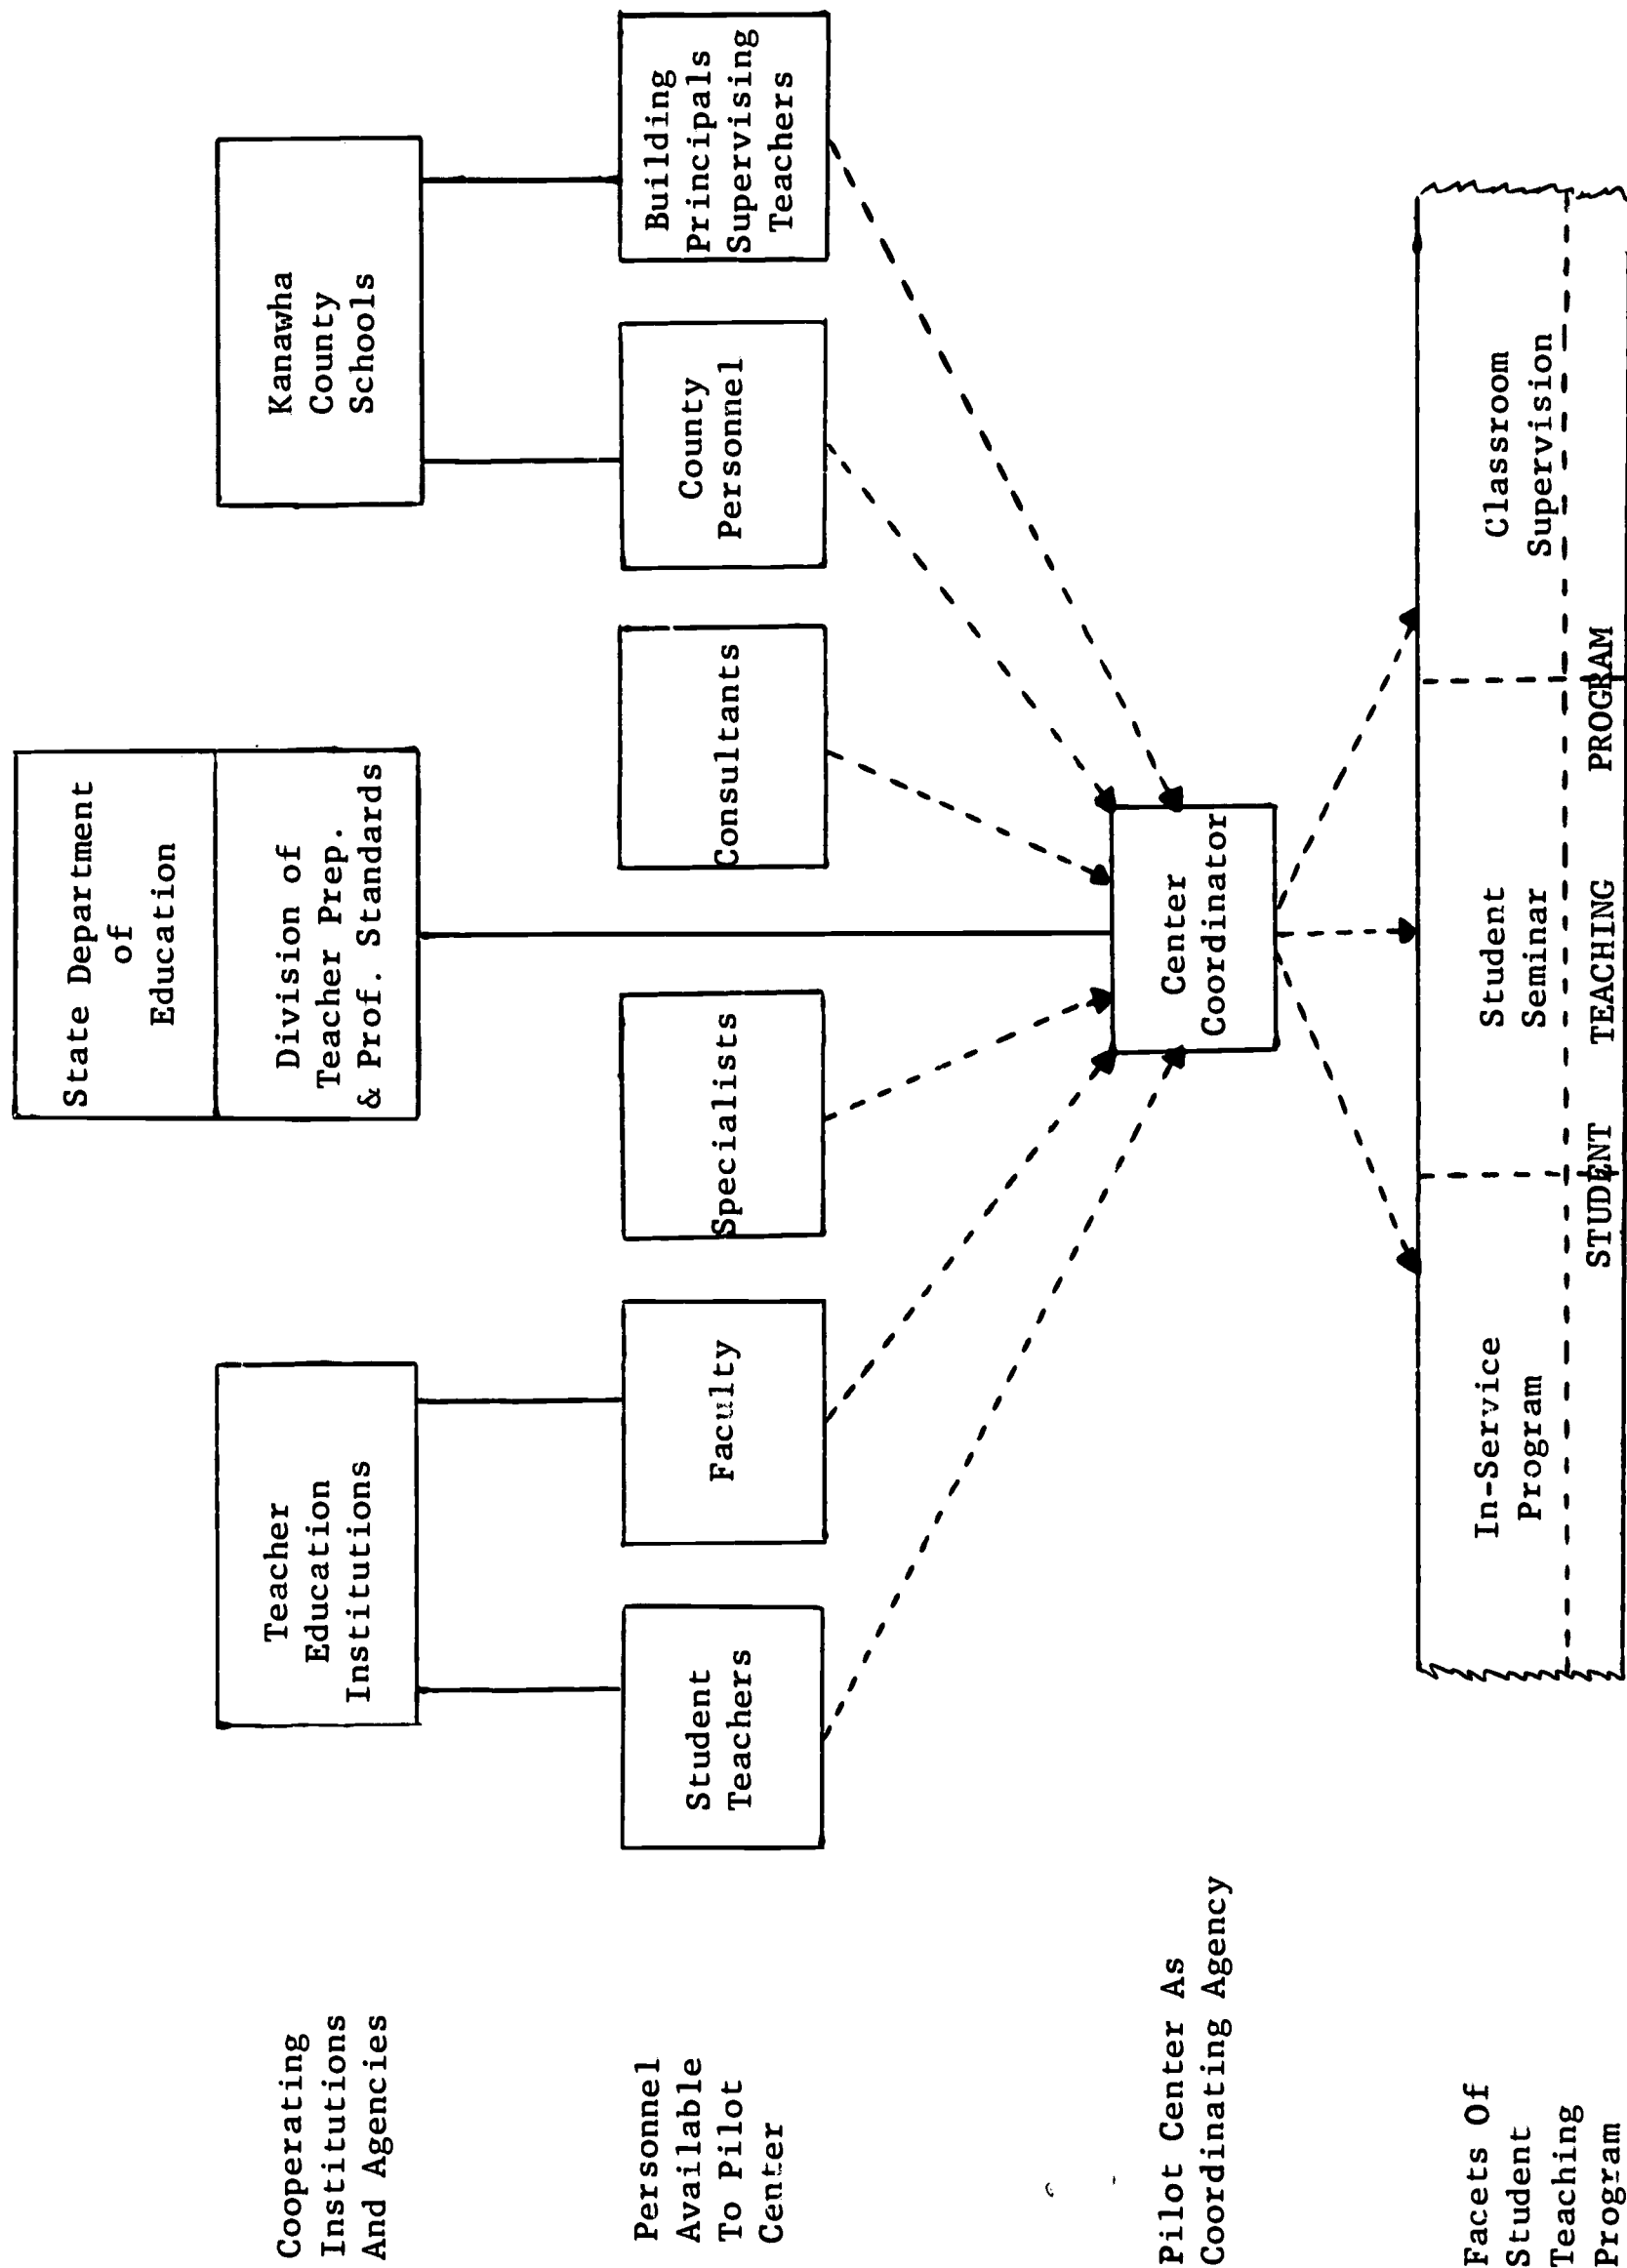 State Department
of
Education
Division of
Teacher Prep.
& Prof. Standards
Cooperating
Institutions
And Agencies
Teacher
Education
Institutions
Kanawha
County
Schools
Personnel
Available
To Pilot
Center
Student
Teachers
Faculty
Specialists
Consultants
County
Personnel
Building
Principals
Supervising
Teachers
Pilot Center As
Coordinating Agency
Center
Coordinator
Facets Of
Student
Teaching
Program
In-Service
Program
Student
Seminar
Classroom
Supervision
STUDENT TEACHING PROGRAM